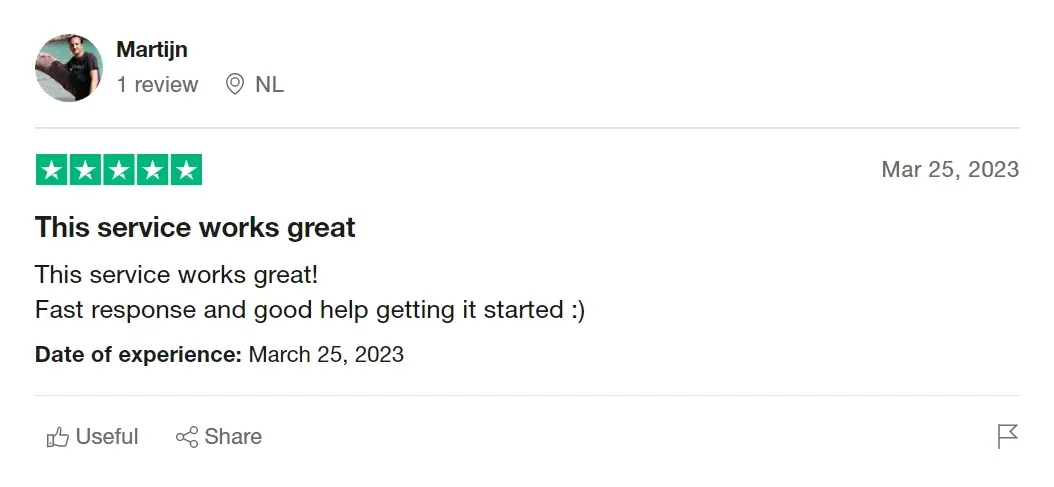 Martijn
1 review NL
Mar 25, 2023
This service works great
This service works great!
Fast response and good help getting it started :)
Date of experience: March 25, 2023
Useful Share